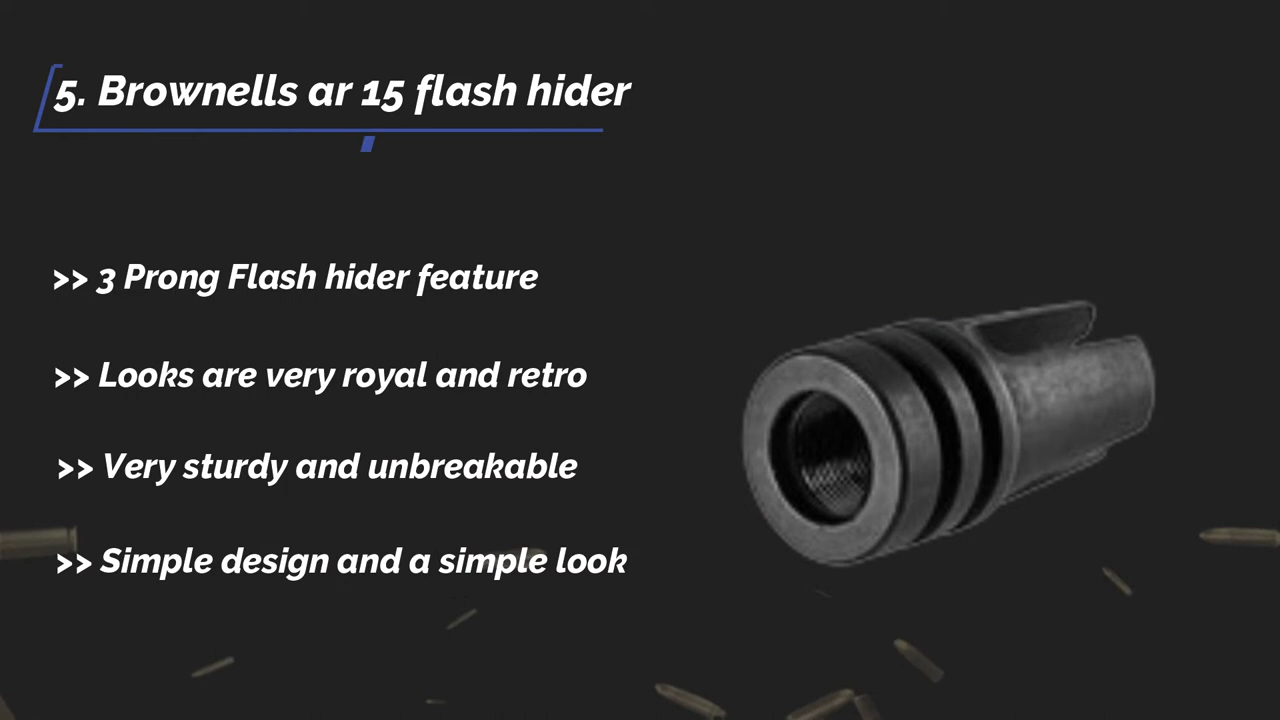 5. Brownells ar 15 flash hider
>> 3 Prong Flash hider feature
>> Looks are very royal and retro
>> Very sturdy and unbreakable
>> Simple design and a simple look